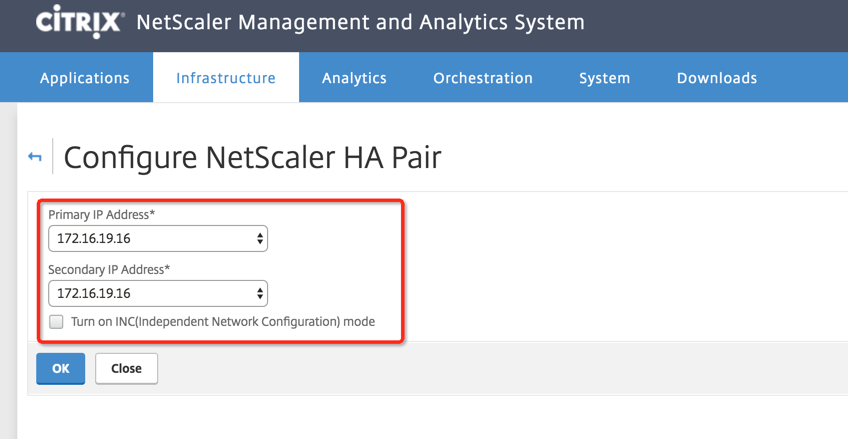 CİTRIX NetScaler Management and Analytics System
Applications Infrastructure Analytics Orchestration System Downloads
Configure NetScaler HA Pair
Primary IP Address*
172.16.19.16
Secondary IP Address*
172.16.19.16
Turn on INC(Independent Network Configuration) mode
OK Close